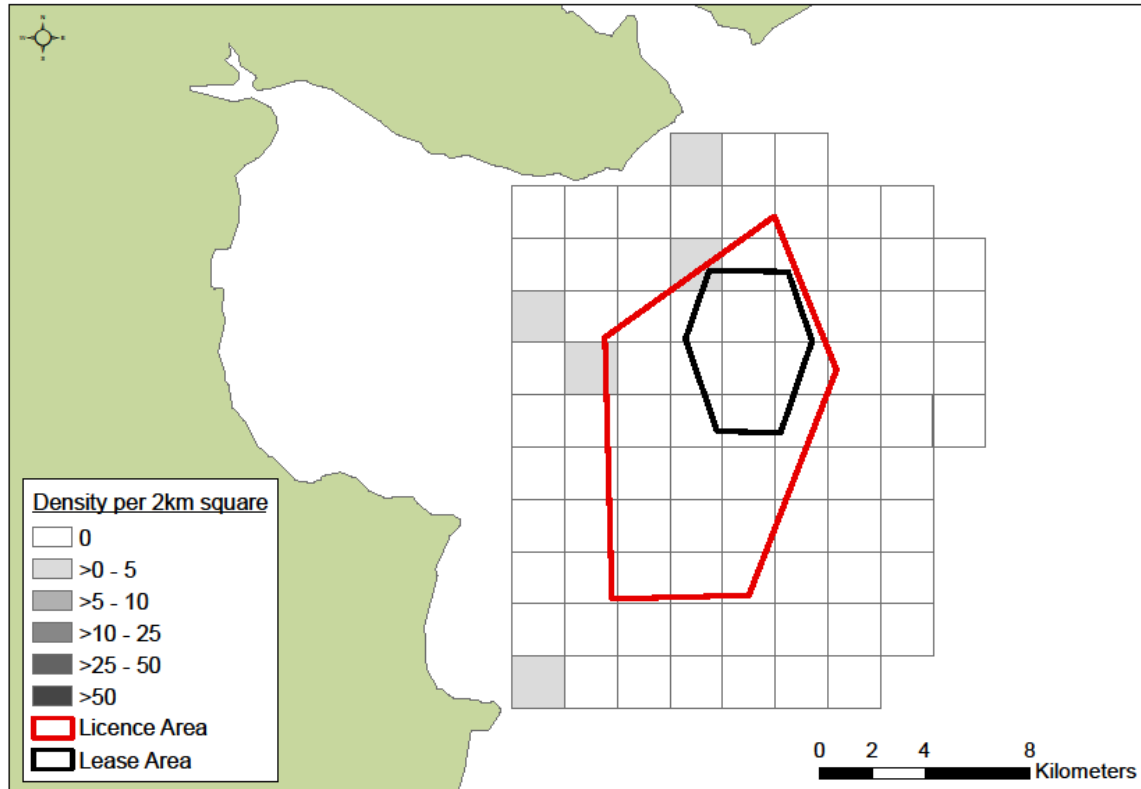 N
W
E
S
Density per 2km square
0
>0 - 5
>5 - 10
>10 - 25
>25 - 50
>50
Licence Area
Lease Area
0 2 4 8
Kilometers